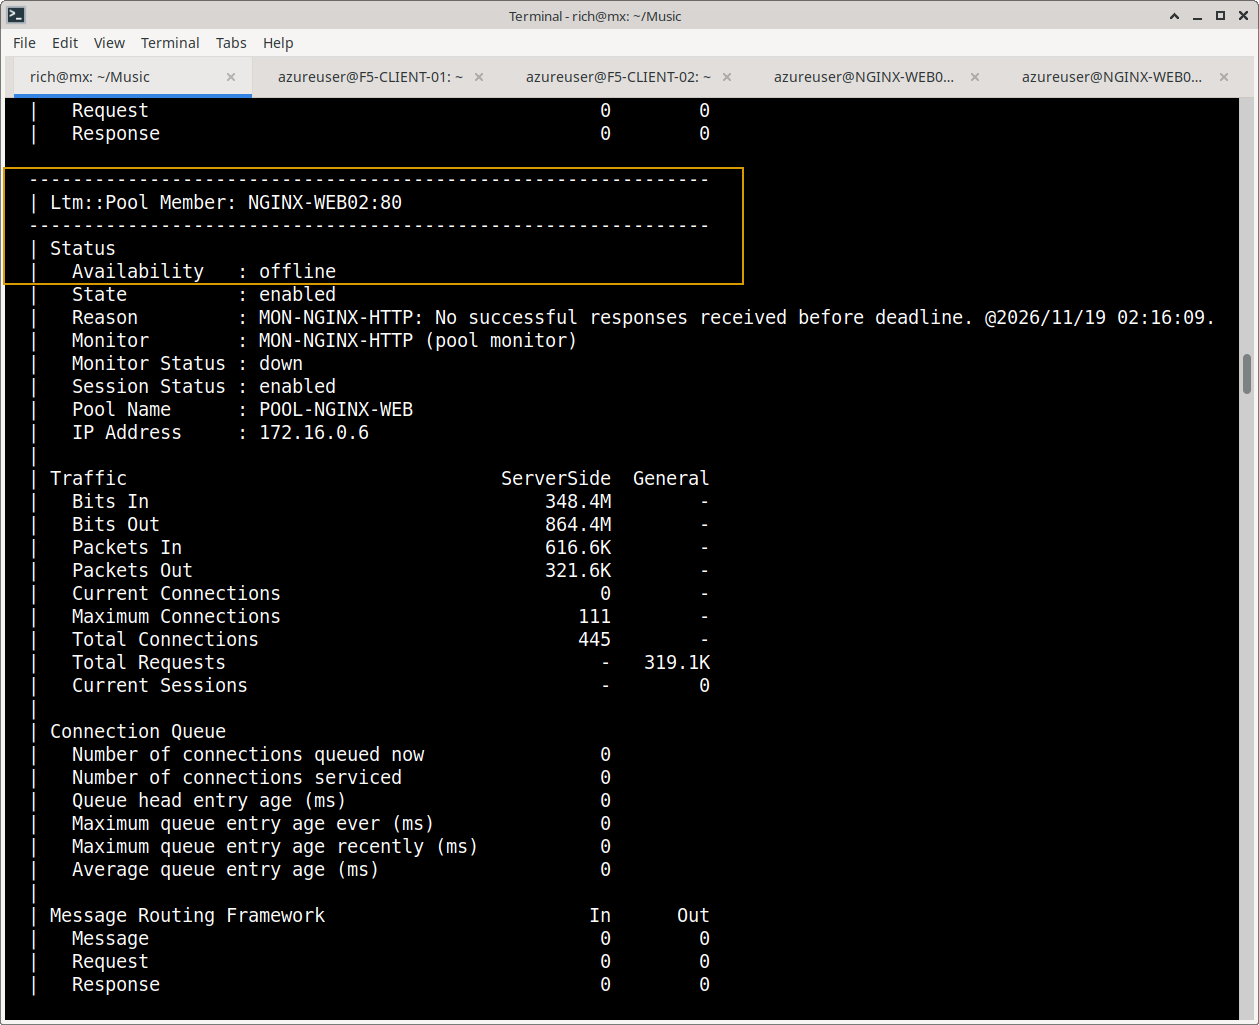 Terminal - rich@mx: ~/Music
File Edit View Terminal Tabs Help
rich@mx: ~/Music azureuser@F5-CLIENT-01: ~ azureuser@F5-CLIENT-02: ~ azureuser@NGINX-WEB0... azureuser@NGINX-WEB0...
|   Request                                         0        0
|   Response                                        0        0
--------------------------------------------------------------
| Ltm::Pool Member: NGINX-WEB02:80
--------------------------------------------------------------
| Status
|   Availability   : offline
|   State          : enabled
|   Reason         : MON-NGINX-HTTP: No successful responses received before deadline. @2026/11/19 02:16:09.
|   Monitor        : MON-NGINX-HTTP (pool monitor)
|   Monitor Status : down
|   Session Status : enabled
|   Pool Name      : POOL-NGINX-WEB
|   IP Address     : 172.16.0.6
|
| Traffic                                  ServerSide  General
|   Bits In                                    348.4M        -
|   Bits Out                                   864.4M        -
|   Packets In                                 616.6K        -
|   Packets Out                                321.6K        -
|   Current Connections                             0        -
|   Maximum Connections                           111        -
|   Total Connections                             445        -
|   Total Requests                                  -   319.1K
|   Current Sessions                                -        0
|
| Connection Queue
|   Number of connections queued now                0
|   Number of connections serviced                  0
|   Queue head entry age (ms)                       0
|   Maximum queue entry age ever (ms)               0
|   Maximum queue entry age recently (ms)           0
|   Average queue entry age (ms)                    0
|
| Message Routing Framework                        In      Out
|   Message                                         0        0
|   Request                                         0        0
|   Response                                        0        0